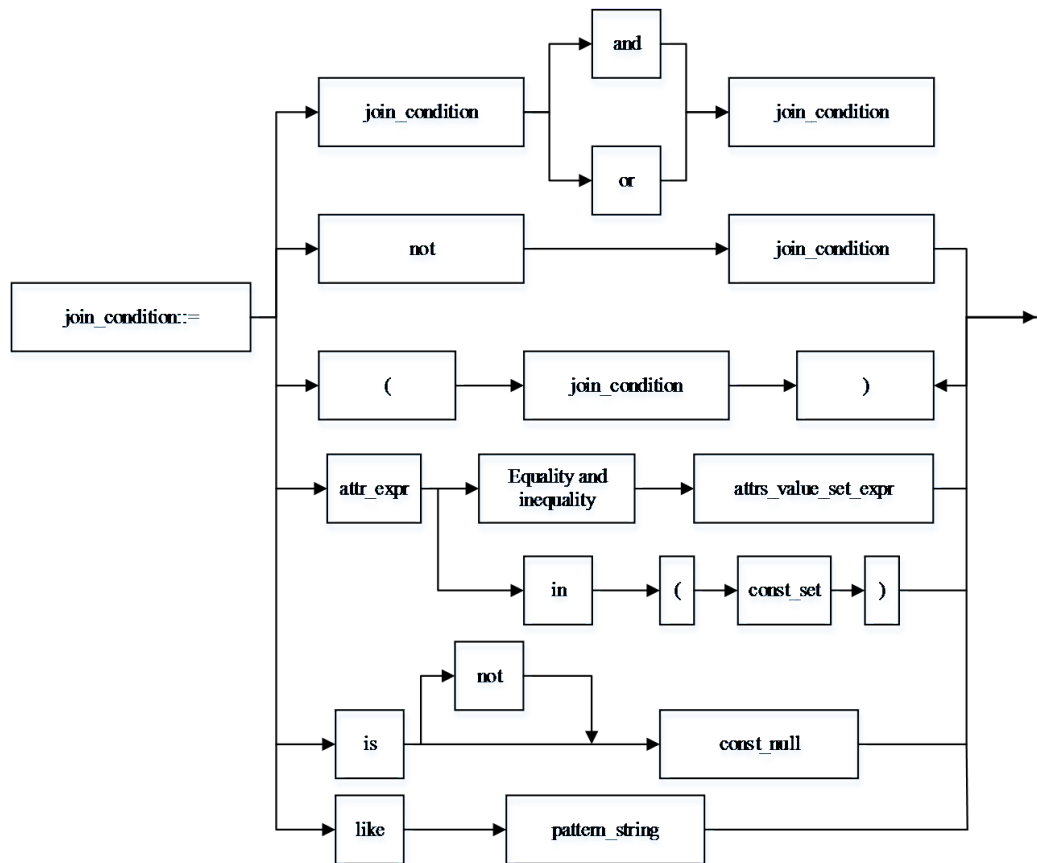 and
join_condition
join_condition
or
not
join_condition
join_condition::=
(
join_condition
)
attr_expr
Equality and
inequality
attrs_value_set_expr
in
(
const_set
)
not
is
const_null
like
pattern_string